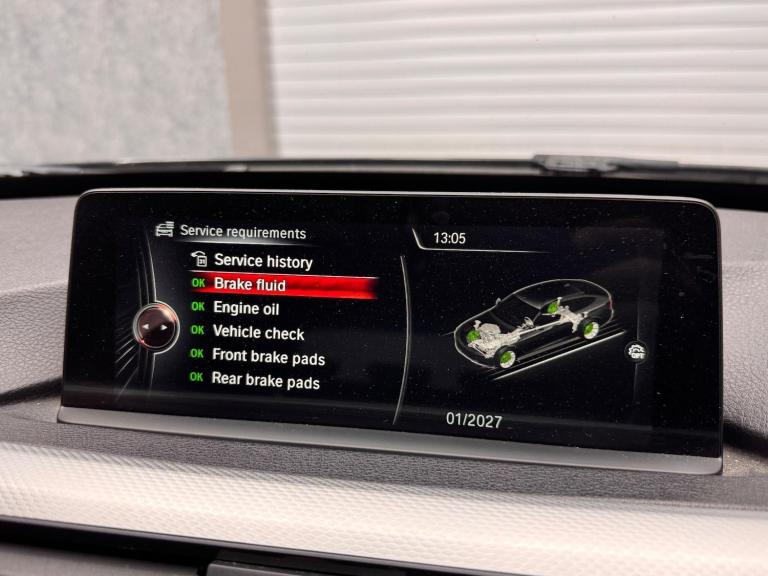 Service requirements
13:05
Service history
OK Brake fluid
OK Engine oil
OK Vehicle check
OK Front brake pads
OK Rear brake pads
OPT
01/2027